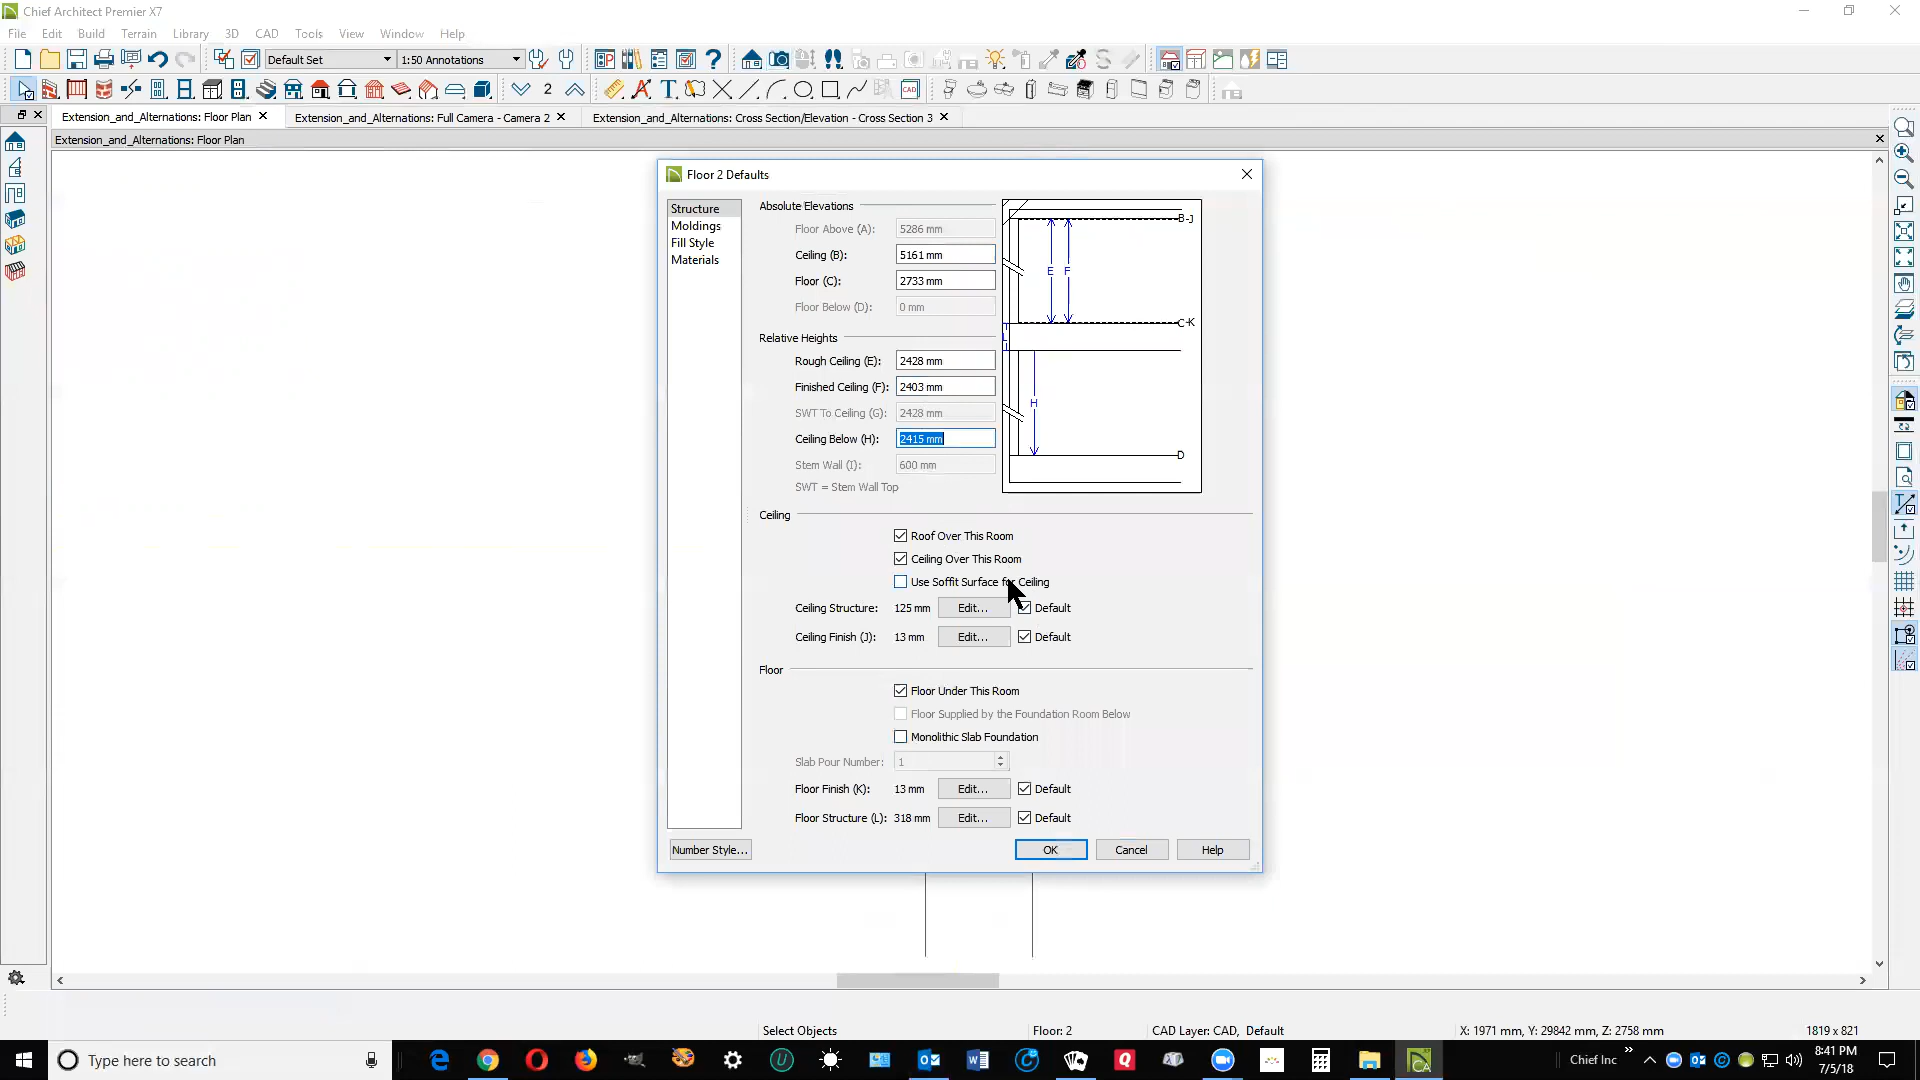 Chief Architect Premier X7
File Edit Build Terrain Library 3D CAD Tools View Window Help
Default Set 1:50 Annotations
2
Extension_and_Alternations: Floor Plan Extension_and_Alternations: Full Camera - Camera 2 Extension_and_Alternations: Cross Section/Elevation - Cross Section 3
Extension_and_Alternations: Floor Plan
Floor 2 Defaults
Structure
Moldings
Fill Style
Materials
Absolute Elevations
Floor Above (A): 5286 mm
Ceiling (B): 5161 mm
Floor (C): 2733 mm
Floor Below (D): 0 mm
Relative Heights
Rough Ceiling (E): 2428 mm
Finished Ceiling (F): 2403 mm
SWT To Ceiling (G): 2428 mm
Ceiling Below (H): 2415 mm
Stem Wall (I): 600 mm
SWT = Stem Wall Top
B-J
E F
C-K
L
H
D
Ceiling
Roof Over This Room
Ceiling Over This Room
Use Soffit Surface for Ceiling
Ceiling Structure: 125 mm Edit... Default
Ceiling Finish (J): 13 mm Edit... Default
Floor
Floor Under This Room
Floor Supplied by the Foundation Room Below
Monolithic Slab Foundation
Slab Pour Number: 1
Floor Finish (K): 13 mm Edit... Default
Floor Structure (L): 318 mm Edit... Default
Number Style... OK Cancel Help
Select Objects Floor: 2 CAD Layer: CAD, Default X: 1971 mm, Y: 29842 mm, Z: 2758 mm 1819 x 821
Type here to search
Chief Inc
8:41 PM
7/5/18